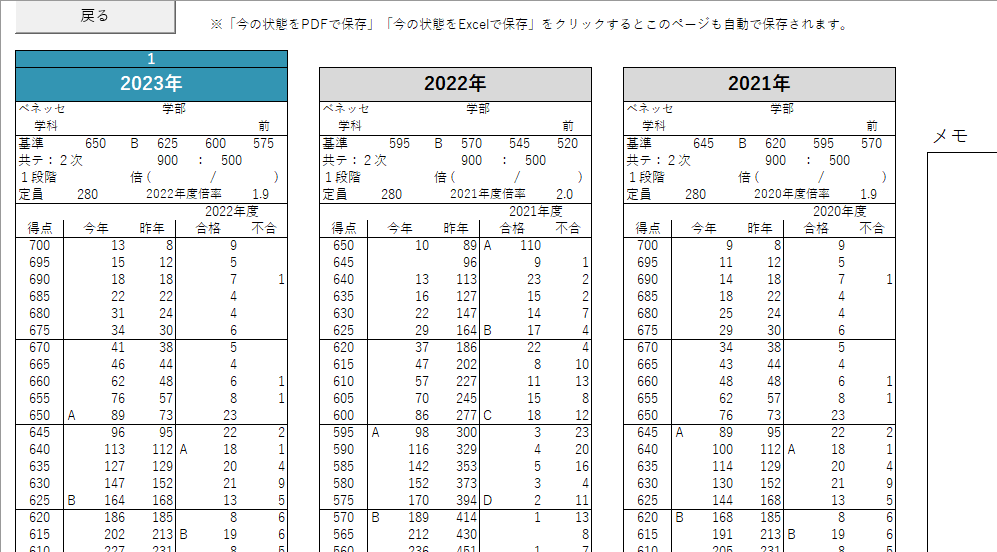 戻る
※「今の状態をPDFで保存」「今の状態をExcelで保存」をクリックするとこのページも自動で保存されます。
1
2023年
ベネッセ 学部
学科 前
基準 650 B 625 600 575
共テ：２次 900 ： 500
１段階 倍 ( / )
定員 280 2022年度倍率 1.9
2022年度
得点 今年 昨年 合格 不合
700 13 8 9
695 15 12 5
690 18 18 7 1
685 22 22 4
680 31 24 4
675 34 30 6
670 41 38 5
665 46 44 4
660 62 48 6 1
655 76 57 8 1
650 A 89 73 23
645 96 95 22 2
640 113 112 A 18 1
635 127 129 20 4
630 147 152 21 9
625 B 164 168 13 5
620 186 185 8 6
615 202 213 B 19 6
610 227 231 8 5
2022年
ベネッセ 学部
学科 前
基準 595 B 570 545 520
共テ：２次 900 ： 500
１段階 倍 ( / )
定員 280 2021年度倍率 2.0
2021年度
得点 今年 昨年 合格 不合
650 10 89 A 110
645 96 9 1
640 13 113 23 2
635 16 127 15 2
630 22 147 14 7
625 29 164 B 17 4
620 37 186 22 4
615 47 202 8 10
610 57 227 11 13
605 70 245 15 8
600 86 277 C 18 12
595 A 98 300 3 23
590 116 329 4 20
585 142 353 5 16
580 152 373 3 4
575 170 394 D 2 11
570 B 189 414 1 13
565 212 430 8
560 236 451 1 7
2021年
ベネッセ 学部
学科 前
基準 645 B 620 595 570
共テ：２次 900 ： 500
１段階 倍 ( / )
定員 280 2020年度倍率 1.9
2020年度
得点 今年 昨年 合格 不合
700 9 8 9
695 11 12 5
690 14 18 7 1
685 18 22 4
680 25 24 4
675 29 30 6
670 34 38 5
665 43 44 4
660 48 48 6 1
655 62 57 8 1
650 76 73 23
645 A 89 95 22 2
640 100 112 A 18 1
635 114 129 20 4
630 130 152 21 9
625 144 168 13 5
620 B 168 185 8 6
615 191 213 B 19 6
610 205 231 8 5
メモ